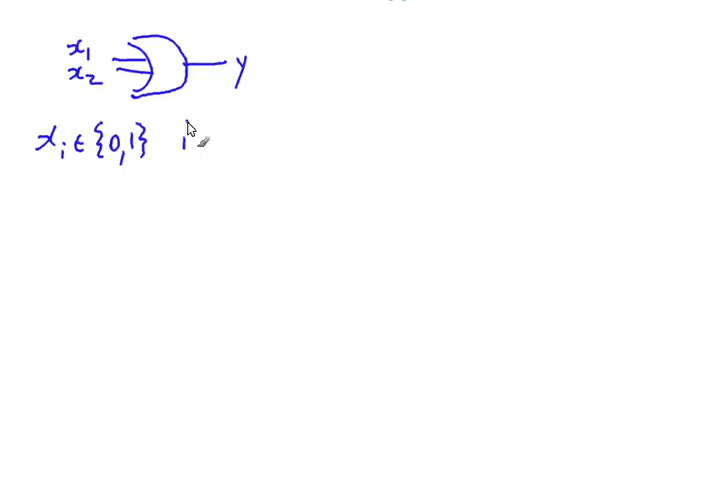 x₁
x₂ y
xᵢ ∈ {0,1} i